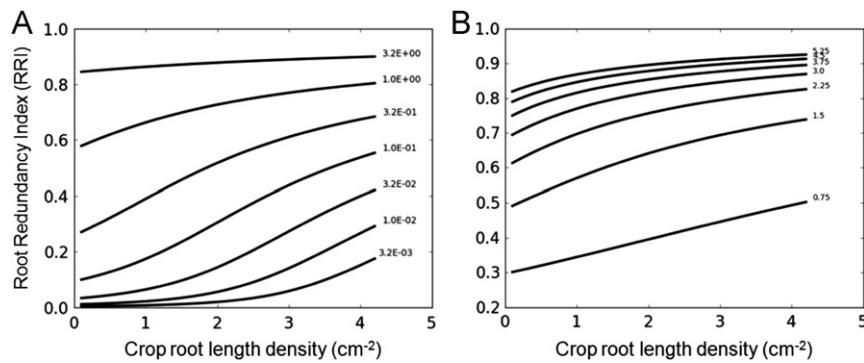 A
B
Root Redundancy Index (RRI)
1.0
0.8
0.6
0.4
0.2
0.0
3.2E+00
1.0E+00
3.2E-01
1.0E-01
3.2E-02
1.0E-02
3.2E-03
0 1 2 3 4 5
Crop root length density (cm-2)
1.0
0.9
0.8
0.7
0.6
0.5
0.4
0.3
0.2
5.25
4.5
3.75
3.0
2.25
1.5
0.75
0 1 2 3 4 5
Crop root length density (cm-2)